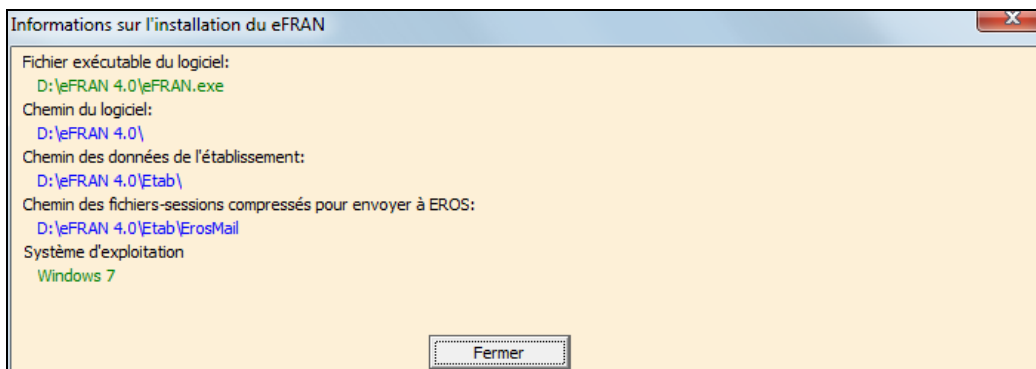 Informations sur l'installation du eFRAN
Fichier exécutable du logiciel:
D:\eFRAN 4.0\eFRAN.exe
Chemin du logiciel:
D:\eFRAN 4.0\
Chemin des données de l'établissement:
D:\eFRAN 4.0\Etab\
Chemin des fichiers-sessions compressés pour envoyer à EROS:
D:\eFRAN 4.0\Etab\ErosMail
Système d'exploitation
Windows 7
Fermer